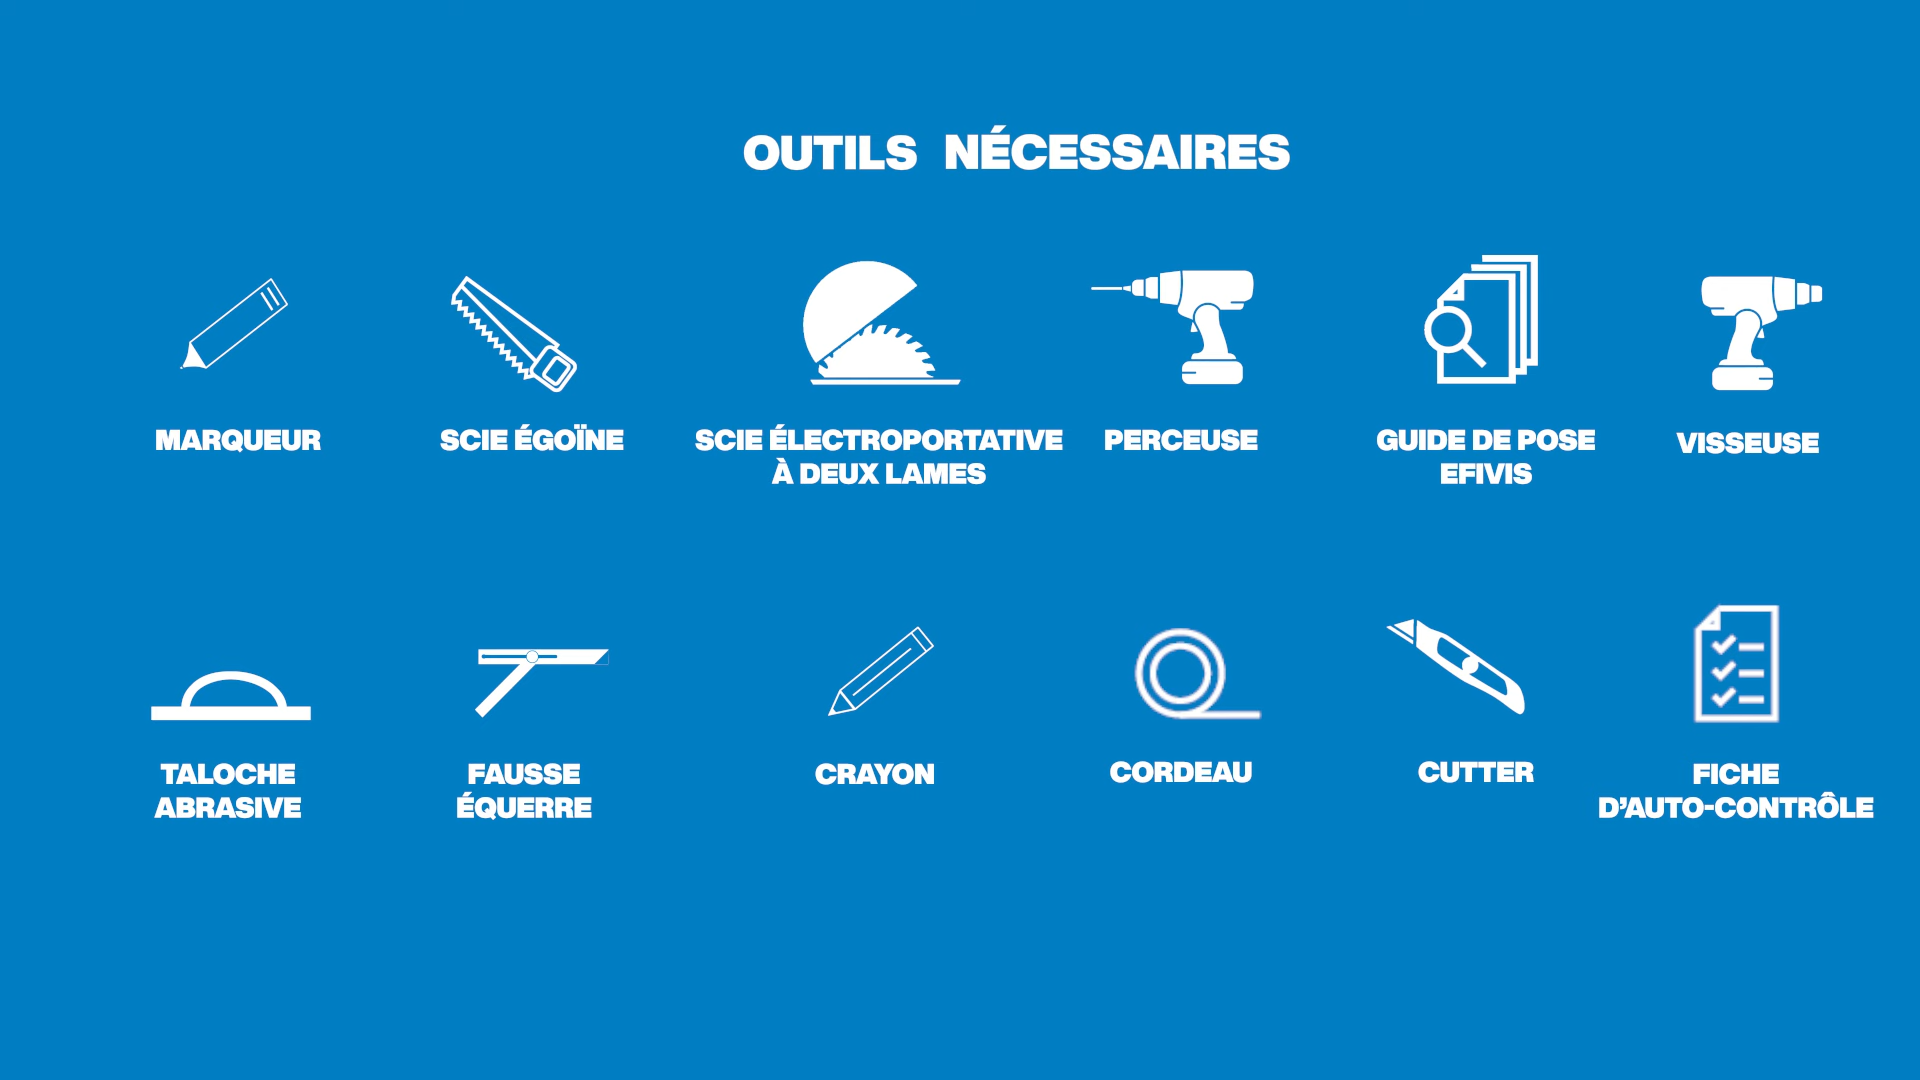 OUTILS NÉCESSAIRES
MARQUEUR
SCIE ÉGOÏNE
SCIE ÉLECTROPORTATIVE
À DEUX LAMES
PERCEUSE
GUIDE DE POSE
EFIVIS
VISSEUSE
TALOCHE
ABRASIVE
FAUSSE
ÉQUERRE
CRAYON
CORDEAU
CUTTER
FICHE
D’AUTO-CONTRÔLE